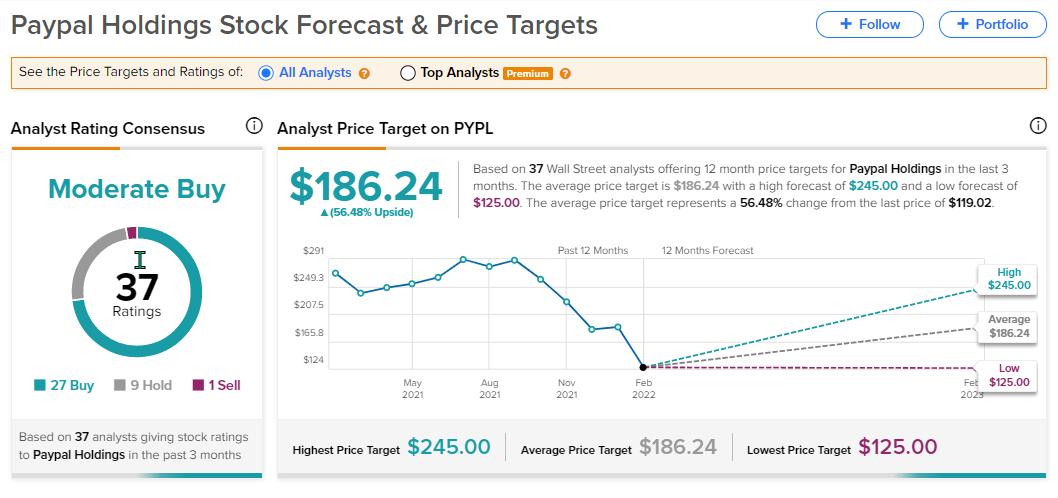 Paypal Holdings Stock Forecast & Price Targets
+ Follow
+ Portfolio
See the Price Targets and Ratings of:
All Analysts ?
Top Analysts Premium ?
Analyst Rating Consensus
Moderate Buy
37
Ratings
27 Buy
9 Hold
1 Sell
Based on 37 analysts giving stock ratings
to Paypal Holdings in the past 3 months
Analyst Price Target on PYPL
$186.24
▲(56.48% Upside)
Based on 37 Wall Street analysts offering 12 month price targets for Paypal Holdings in the last 3
months. The average price target is $186.24 with a high forecast of $245.00 and a low forecast of
$125.00. The average price target represents a 56.48% change from the last price of $119.02.
Past 12 Months
12 Months Forecast
$291
$249.3
$207.5
$165.8
$124
May
2021
Aug
2021
Nov
2021
Feb
2022
Feb
2023
High
$245.00
Average
$186.24
Low
$125.00
Highest Price Target $245.00
Average Price Target $186.24
Lowest Price Target $125.00